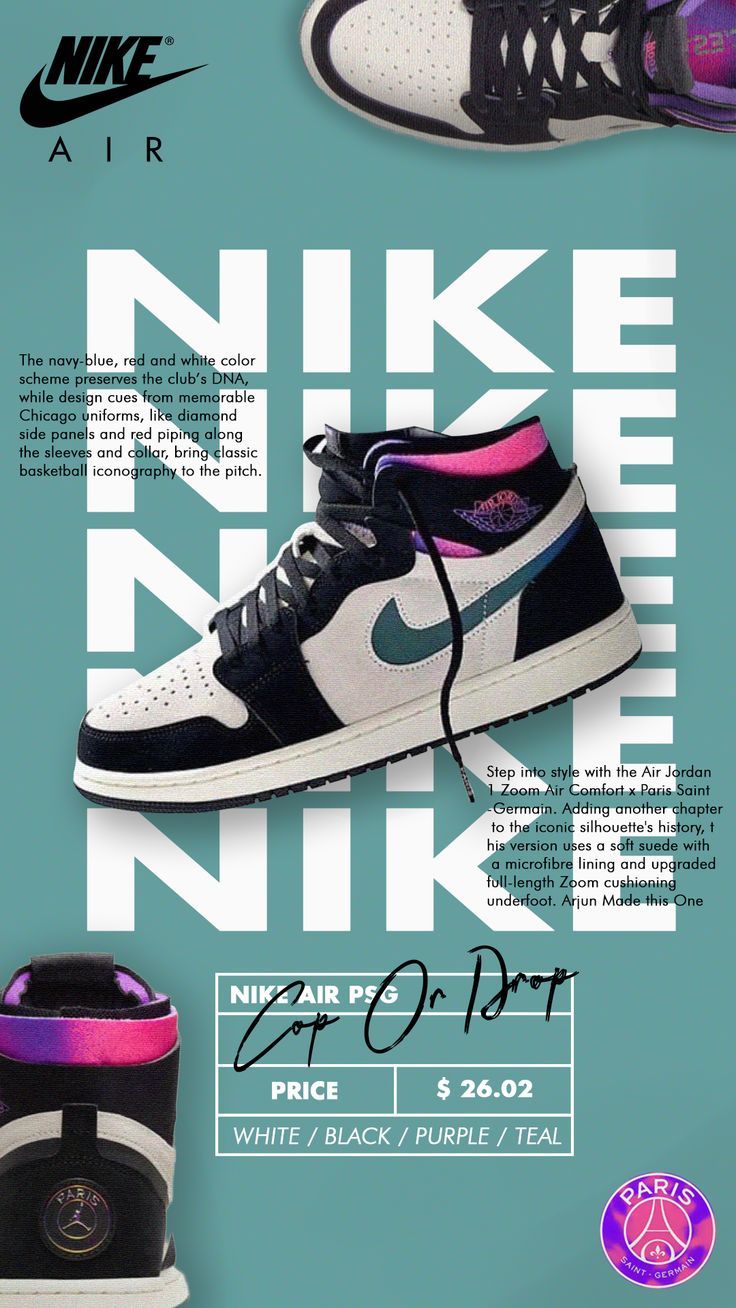 NIKE®
AIR
NIKE
The navy-blue, red and white color
scheme preserves the club's DNA,
while design cues from memorable
Chicago uniforms, like diamond
side panels and red piping along
the sleeves and collar, bring classic
basketball iconography to the pitch.
NIKE
NIKE
NIKE
NIKE
AIR JORDAN
Step into style with the Air Jordan
1 Zoom Air Comfort x Paris Saint
-Germain. Adding another chapter
to the iconic silhouette's history, t
his version uses a soft suede with
a microfibre lining and upgraded
full-length Zoom cushioning
underfoot. Arjun Made this One
NIKE AIR PSG
Cop Or Drop
PRICE
$ 26.02
WHITE / BLACK / PURPLE / TEAL
PARIS
PARIS
SAINT-GERMAIN